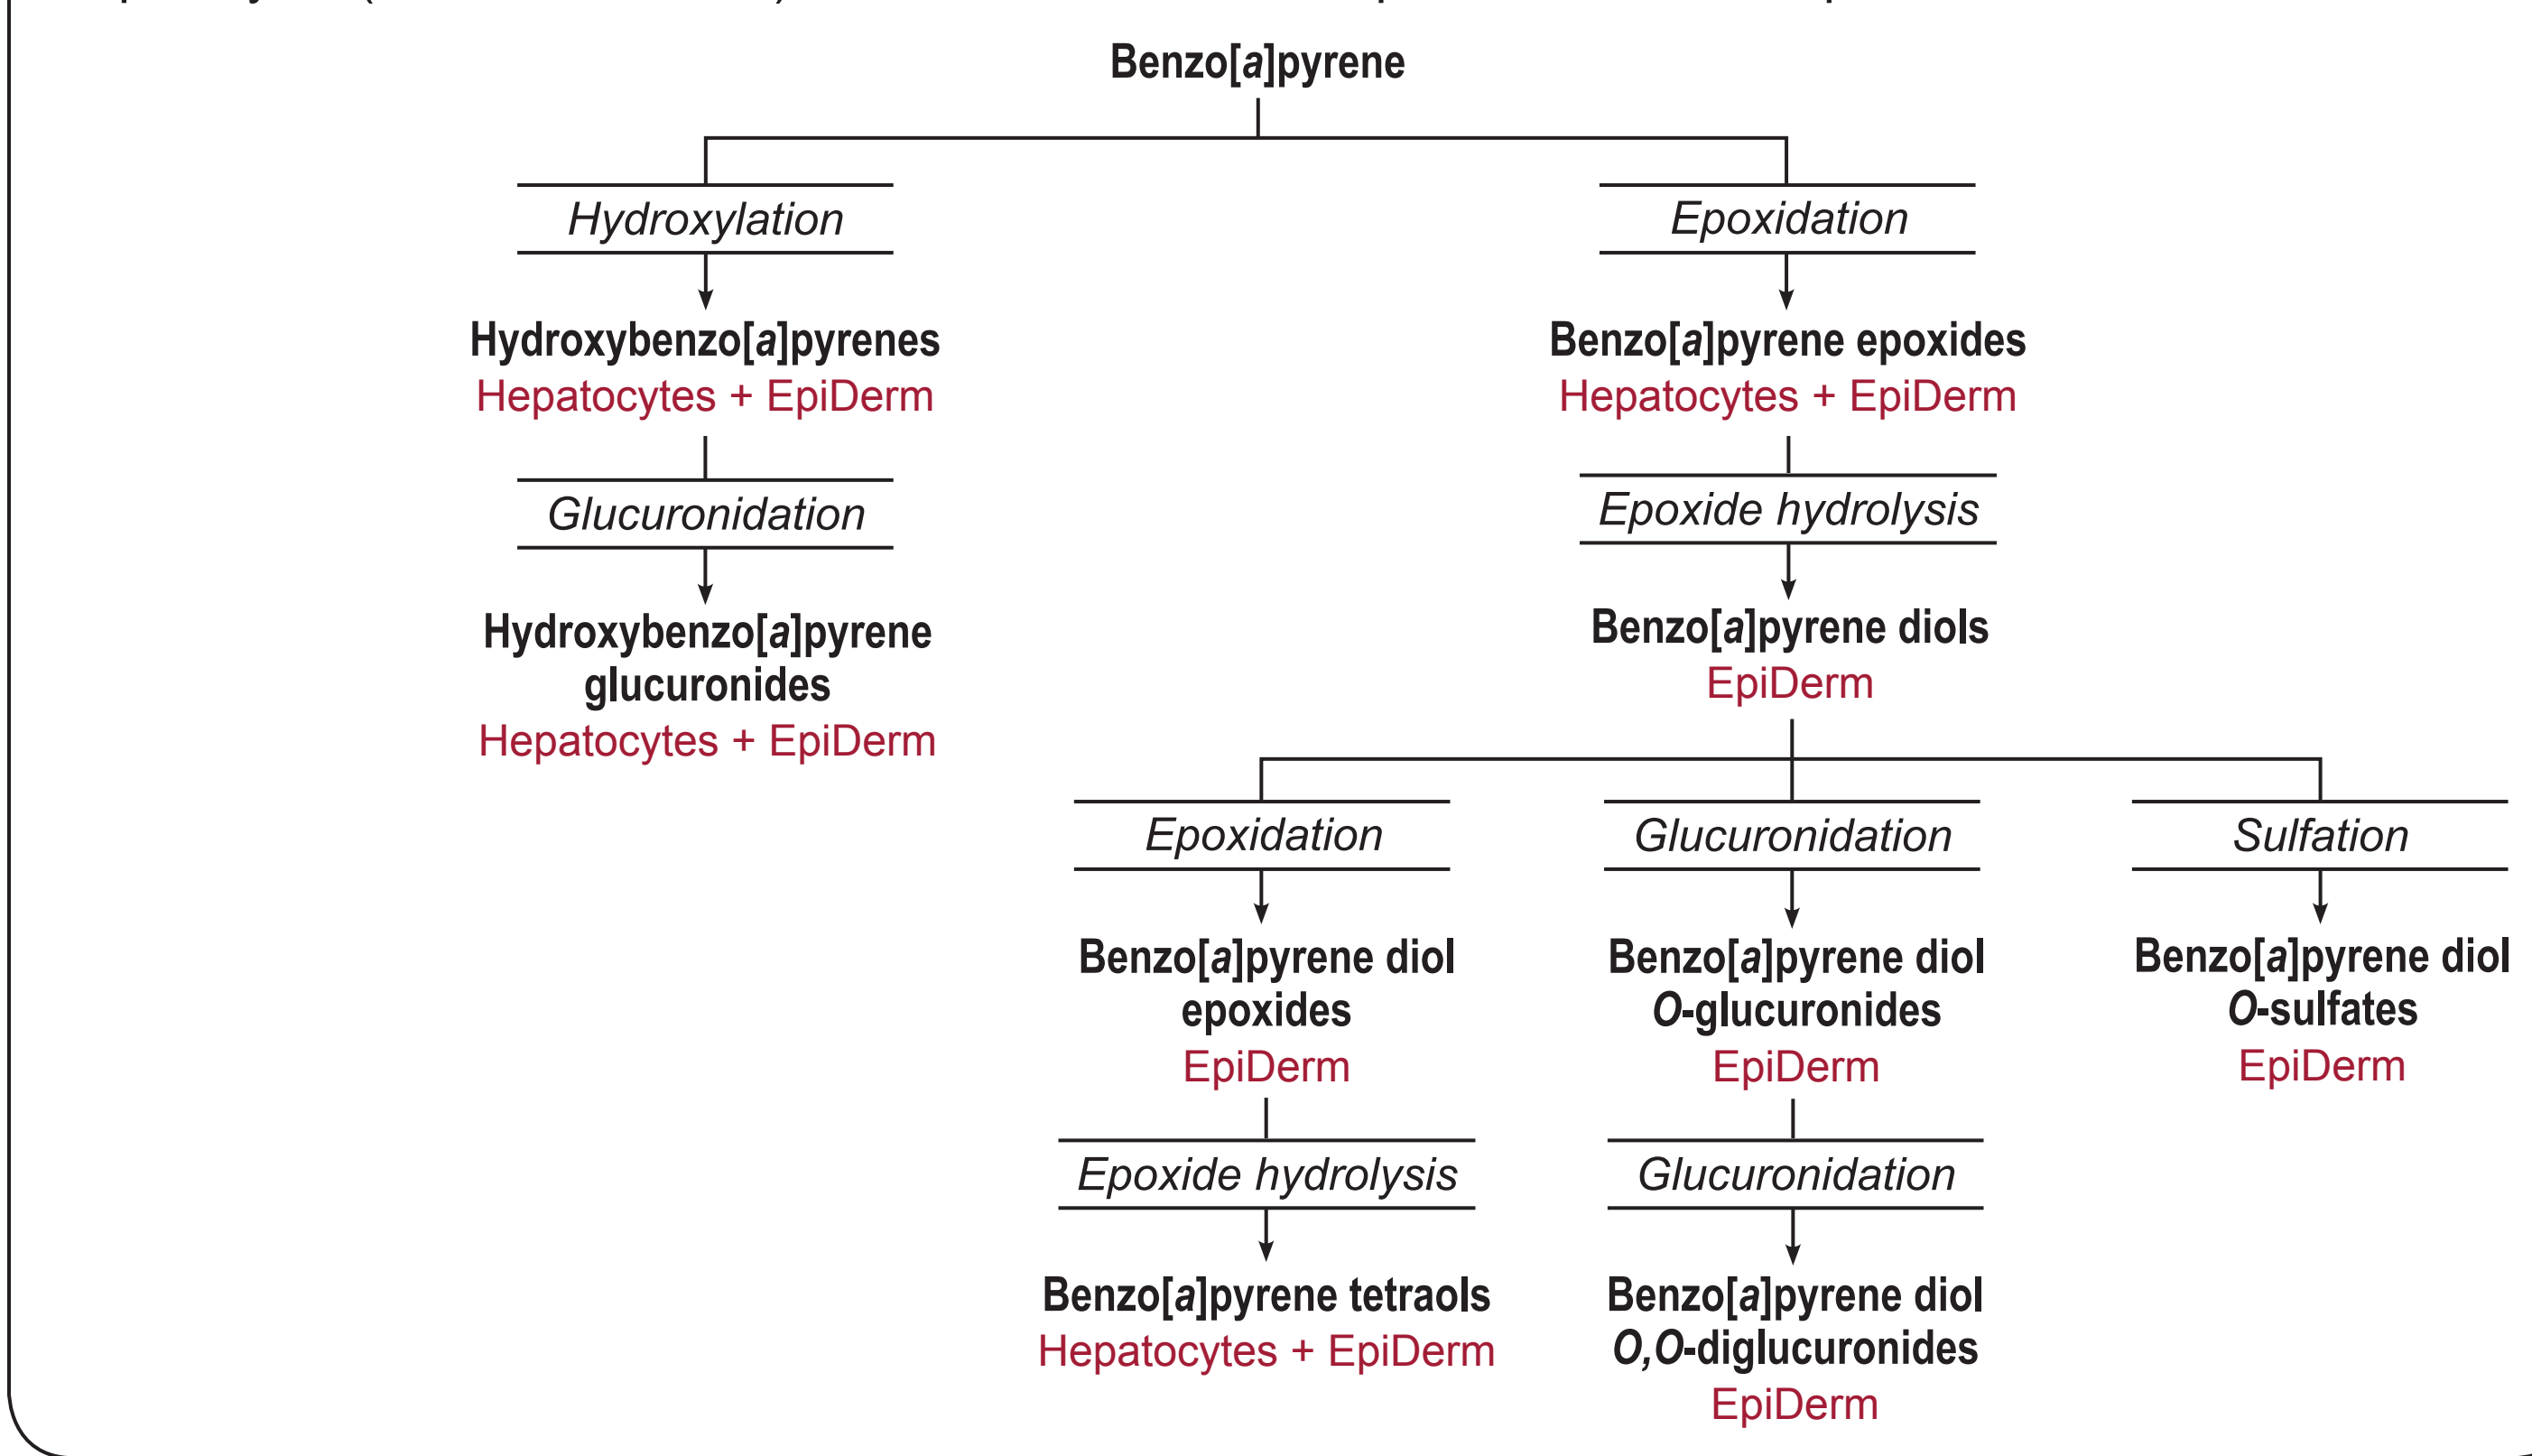 Benzo[a]pyrene
Hydroxylation
Epoxidation
Hydroxybenzo[a]pyrenes
Hepatocytes + EpiDerm
Benzo[a]pyrene epoxides
Hepatocytes + EpiDerm
Glucuronidation
Epoxide hydrolysis
Hydroxybenzo[a]pyrene
glucuronides
Hepatocytes + EpiDerm
Benzo[a]pyrene diols
EpiDerm
Epoxidation
Glucuronidation
Sulfation
Benzo[a]pyrene diol
epoxides
EpiDerm
Benzo[a]pyrene diol
O-glucuronides
EpiDerm
Benzo[a]pyrene diol
O-sulfates
EpiDerm
Epoxide hydrolysis
Glucuronidation
Benzo[a]pyrene tetraols
Hepatocytes + EpiDerm
Benzo[a]pyrene diol
O,O-diglucuronides
EpiDerm